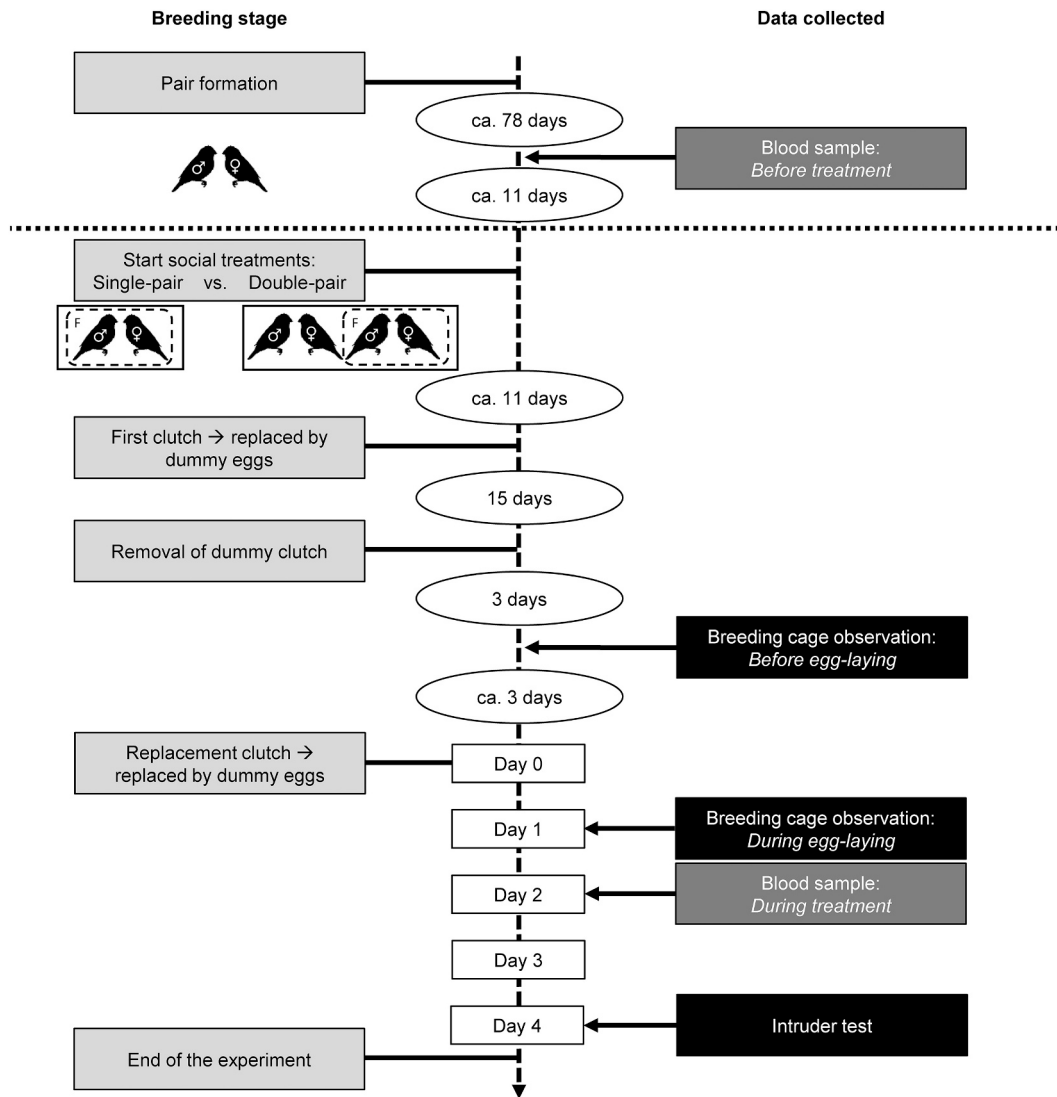 Breeding stage
Data collected
Pair formation
ca. 78 days
Blood sample:
Before treatment
♂ ♀
ca. 11 days
Start social treatments:
Single-pair vs. Double-pair
F ♂ ♀
♂ ♀ F ♂ ♀
ca. 11 days
First clutch → replaced by
dummy eggs
15 days
Removal of dummy clutch
3 days
Breeding cage observation:
Before egg-laying
ca. 3 days
Replacement clutch →
replaced by dummy eggs
Day 0
Day 1
Breeding cage observation:
During egg-laying
Day 2
Blood sample:
During treatment
Day 3
Day 4
Intruder test
End of the experiment